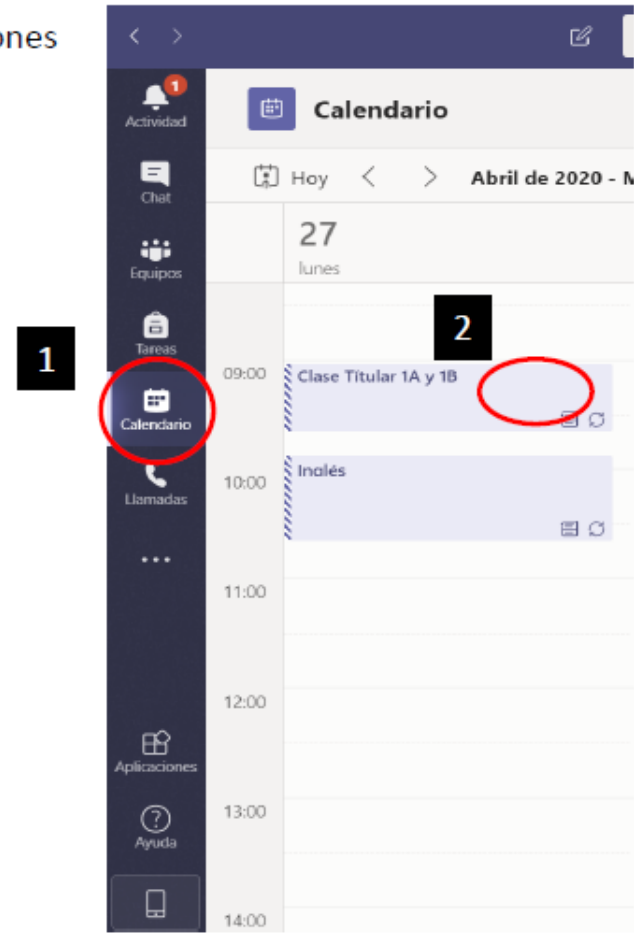 ones
1
Actividad
Calendario
Chat
Hoy
Abril de 2020 - M
27
lunes
Equipos
2
Tareas
1
09:00
Clase Títular 1A y 1B
Calendario
10:00
Inglés
Llamadas
11:00
12:00
Aplicaciones
13:00
Ayuda
14:00